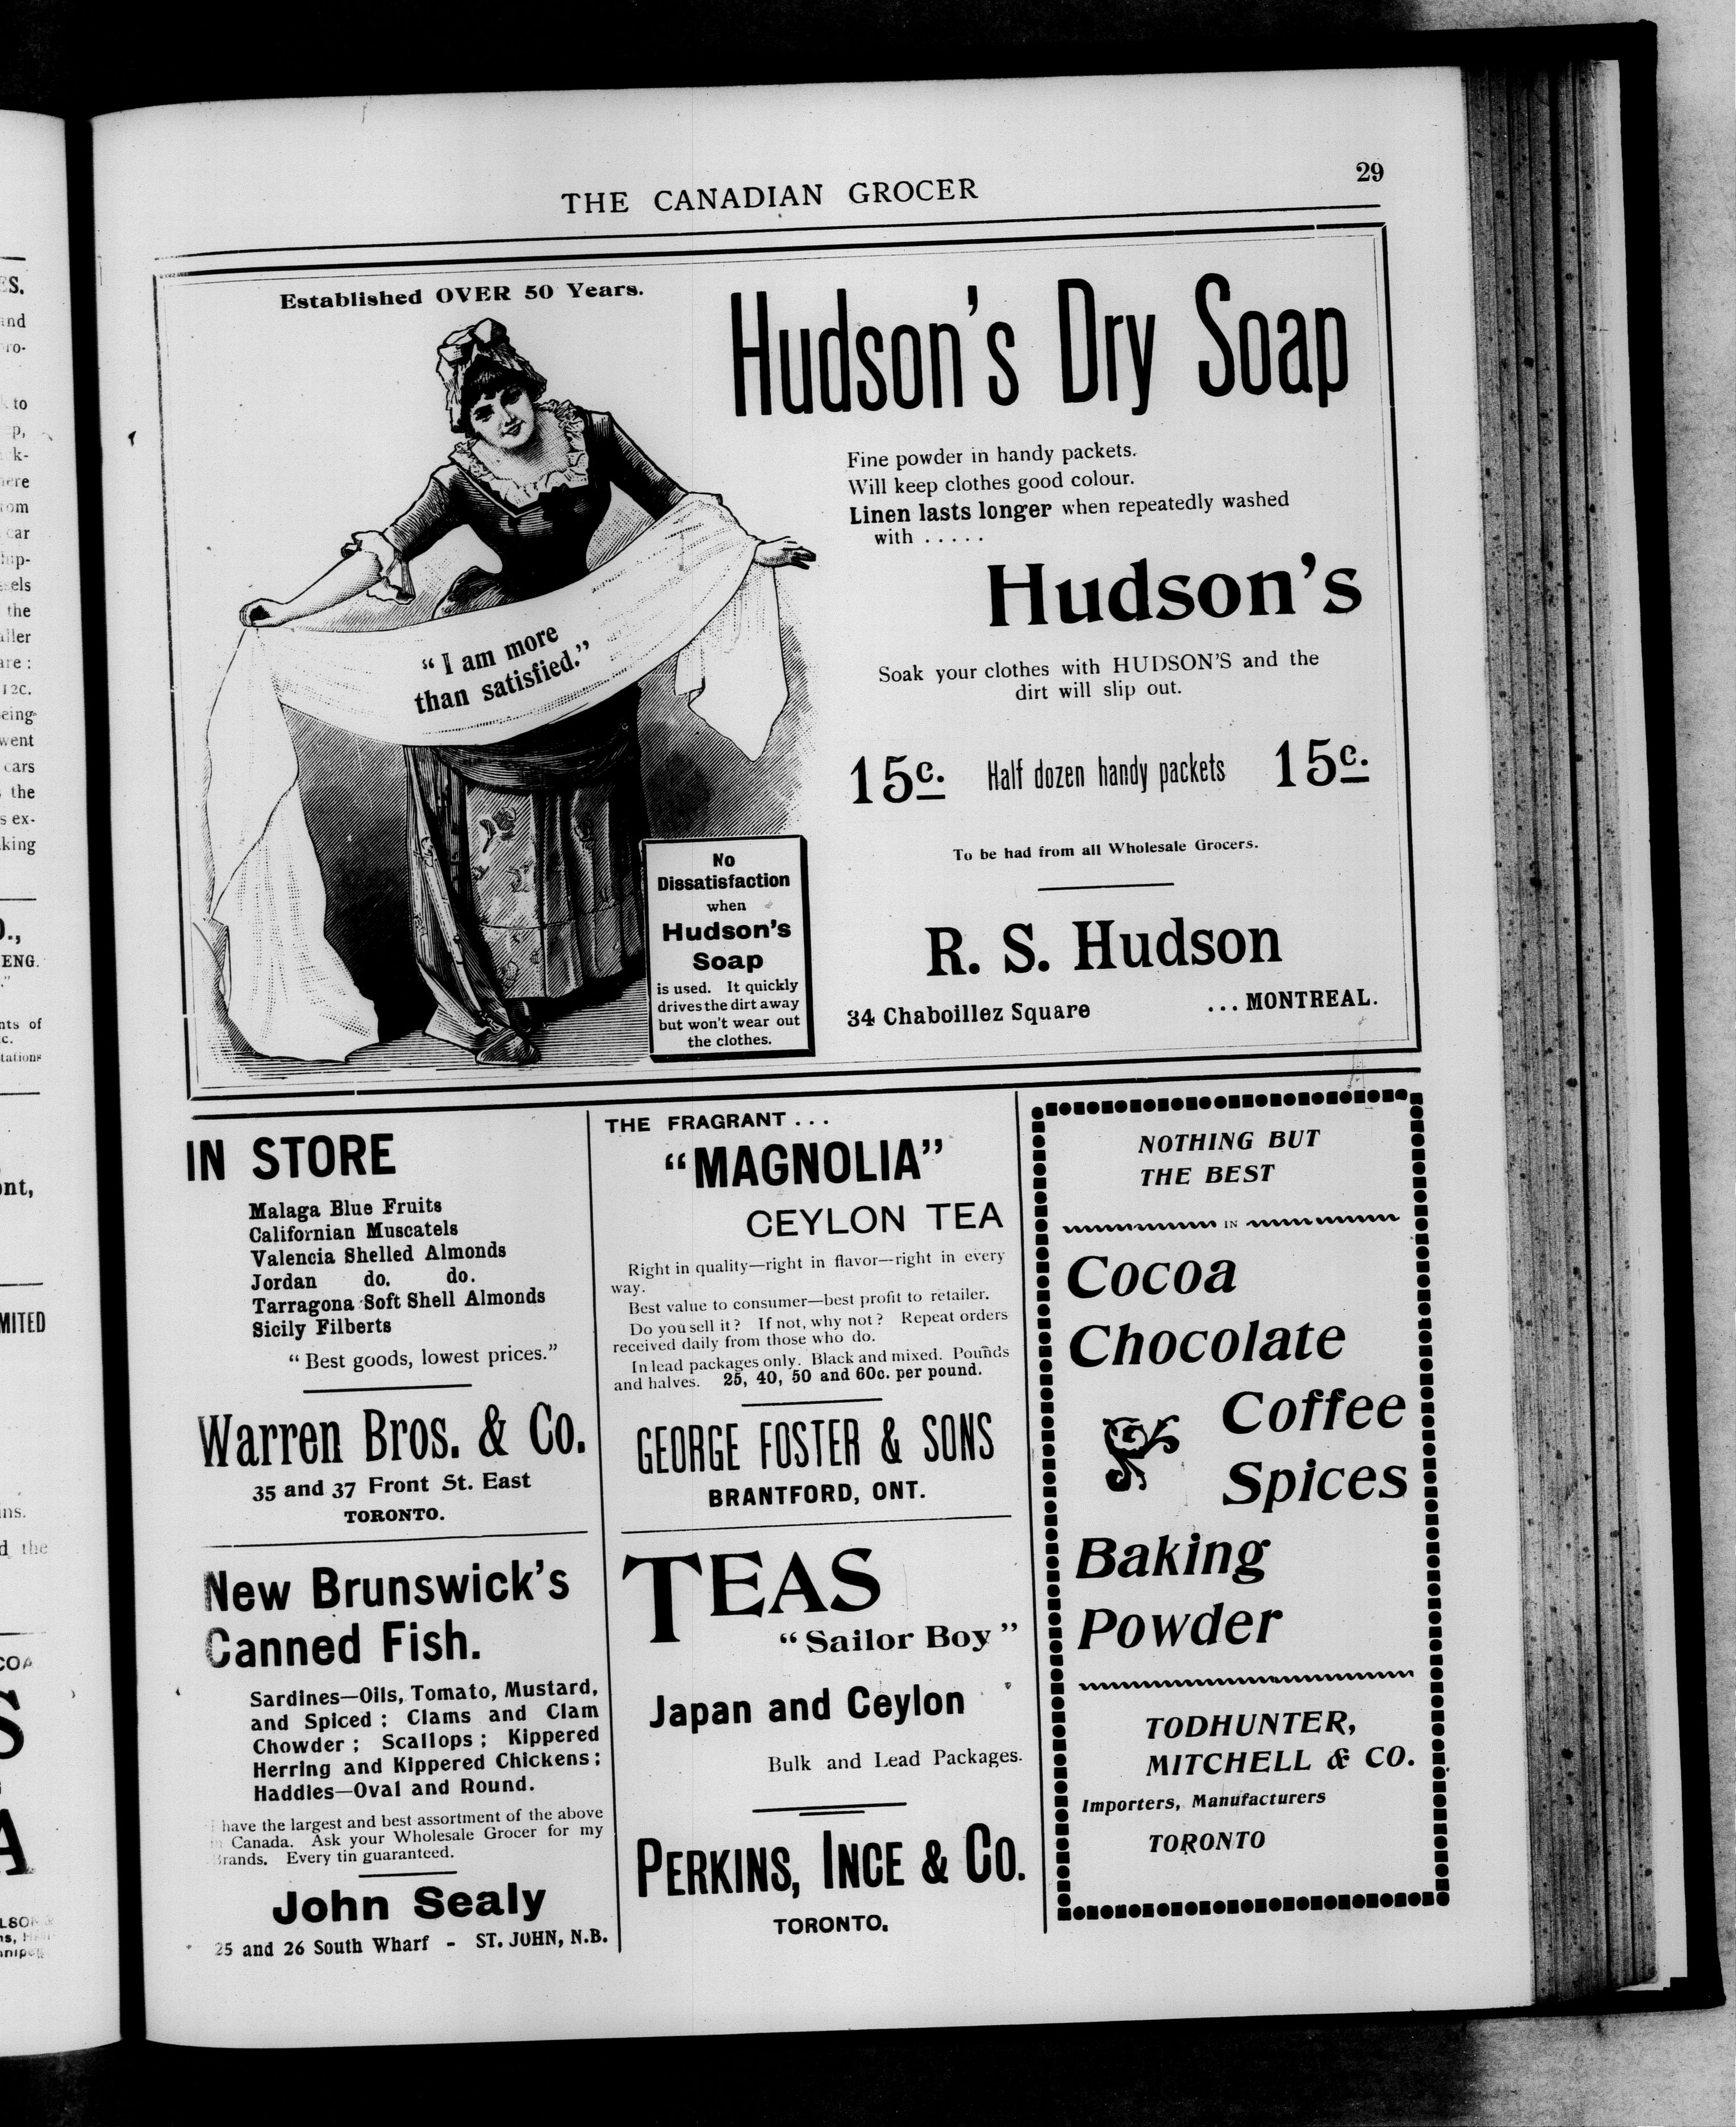 THE CANADIAN GROCER
29
Established OVER 50 Years.
"I am more
than satisfied."
No
Dissatisfaction
when
Hudson's
Soap
is used. It quickly
drives the dirt away
but won't wear out
the clothes.
Hudson's Dry Soap
Fine powder in handy packets.
Will keep clothes good colour.
Linen lasts longer when repeatedly washed
with . . . . .
Hudson's
Soak your clothes with HUDSON'S and the
dirt will slip out.
15c. Half dozen handy packets 15c.
To be had from all Wholesale Grocers.
R. S. Hudson
34 Chaboillez Square ... MONTREAL.
IN STORE
Malaga Blue Fruits
Californian Muscatels
Valencia Shelled Almonds
Jordan do. do.
Tarragona Soft Shell Almonds
Sicily Filberts
"Best goods, lowest prices."
Warren Bros. & Co.
35 and 37 Front St. East
TORONTO.
New Brunswick's
Canned Fish.
Sardines—Oils, Tomato, Mustard,
and Spiced; Clams and Clam
Chowder; Scallops; Kippered
Herring and Kippered Chickens;
Haddies—Oval and Round.
I have the largest and best assortment of the above
in Canada. Ask your Wholesale Grocer for my
Brands. Every tin guaranteed.
John Sealy
25 and 26 South Wharf - ST. JOHN, N.B.
THE FRAGRANT . . .
"MAGNOLIA"
CEYLON TEA
Right in quality—right in flavor—right in every
way.
Best value to consumer—best profit to retailer.
Do you sell it? If not, why not? Repeat orders
received daily from those who do.
In lead packages only. Black and mixed. Pounds
and halves. 25, 40, 50 and 60c. per pound.
GEORGE FOSTER & SONS
BRANTFORD, ONT.
TEAS
"Sailor Boy"
Japan and Ceylon
Bulk and Lead Packages.
PERKINS, INCE & CO.
TORONTO.
NOTHING BUT
THE BEST
IN
Cocoa
Chocolate
Coffee
Spices
Baking
Powder
TODHUNTER,
MITCHELL & CO.
Importers, Manufacturers
TORONTO